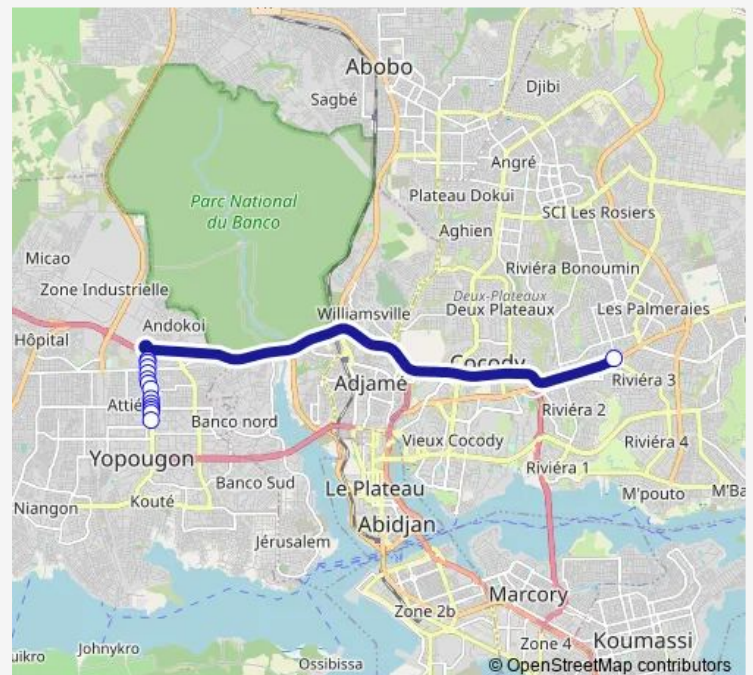 Abobo
Sagbé
Djibi
Angré
Parc National
du Banco
Plateau Dokui
SCI Les Rosiers
Aghien
Micao
Riviéra Bonoumin
Zone Industrielle
Deux-Plateaux
Deux Plateaux
Les Palmeraies
Williamsville
Andokoi
Hôpital
Cocody
Adjamé
Riviéra 3
Attié
Riviéra 2
Banco nord
Vieux Cocody
Riviéra 4
Yopougon
Riviéra 1
Banco Sud
Le Plateau
M'pouto
M'Ba
Niangon
Kouté
Abidjan
Jérusalem
Marcory
Zone 2b
Koumassi
Zone 4
uikro
Johnykro
Ossibissa
© OpenStreetMap contributors